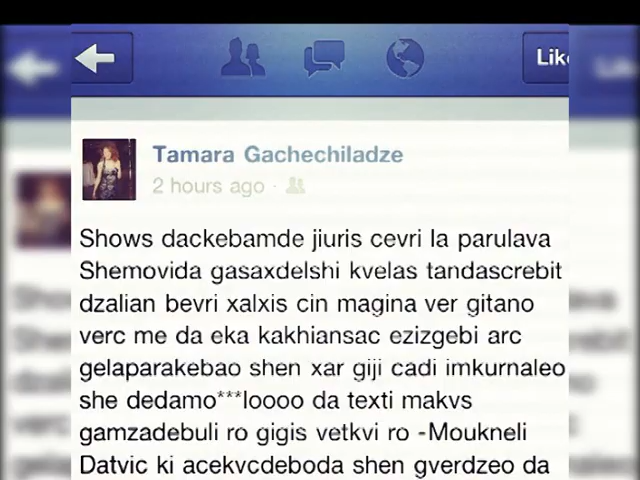 Like
Tamara Gachechiladze
2 hours ago ·
Shows dackebamde jiuris cevri la parulava
Shemovida gasaxdelshi kvelas tandascrebit
dzalian bevri xalxis cin magina ver gitano
verc me da eka kakhiansac ezizgebi arc
gelaparakebao shen xar giji cadi imkurnaleo
she dedamo***loooo da texti makvs
gamzadebuli ro gigis vetkvi ro -Moukneli
Datvic ki acekvcdeboda shen gverdzeo da